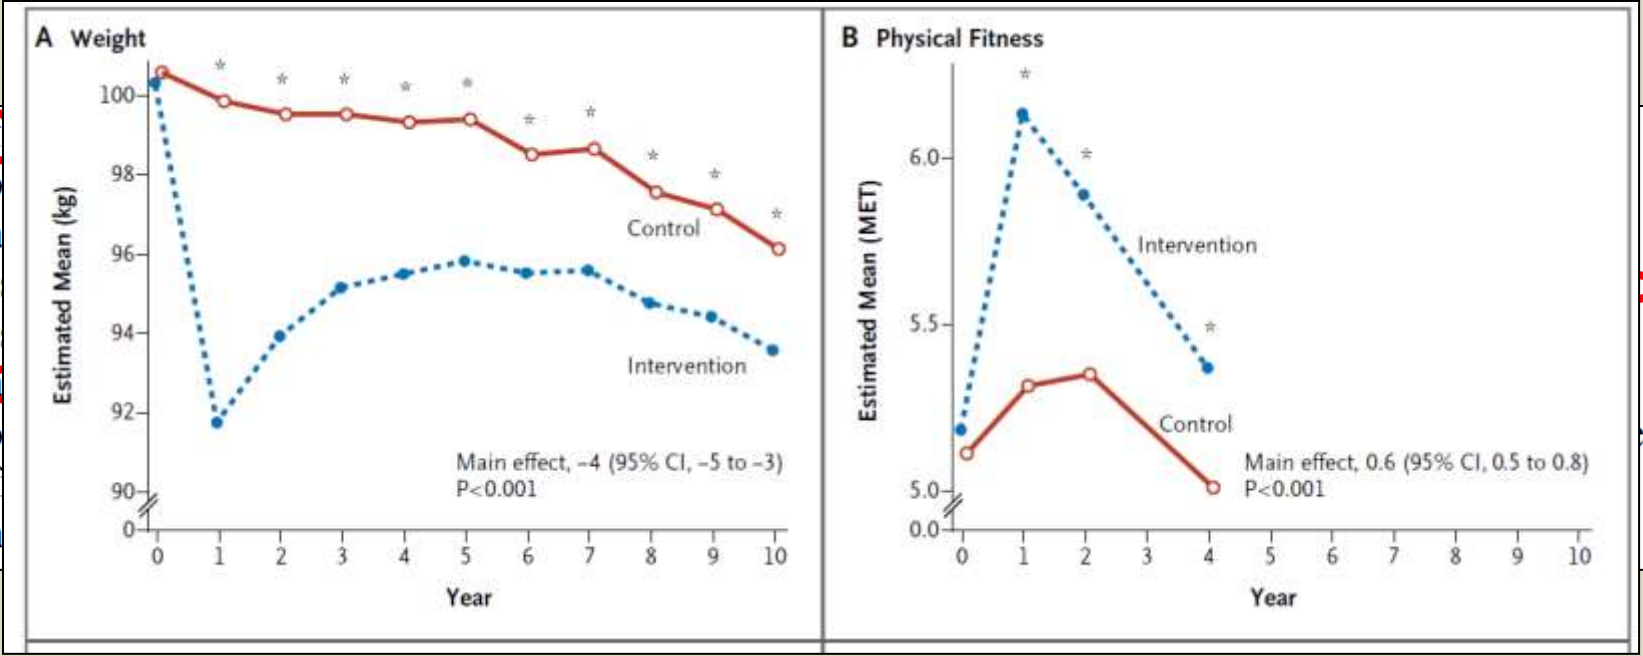 A Weight
*
*
*
*
*
*
*
*
*
*
100
98
96
94
92
90
0
Estimated Mean (kg)
Control
Intervention
Main effect, –4 (95% CI, –5 to –3)
P<0.001
0 1 2 3 4 5 6 7 8 9 10
Year
B Physical Fitness
*
*
*
6.0
5.5
5.0
0.0
Estimated Mean (MET)
Intervention
Control
Main effect, 0.6 (95% CI, 0.5 to 0.8)
P<0.001
0 1 2 3 4 5 6 7 8 9 10
Year